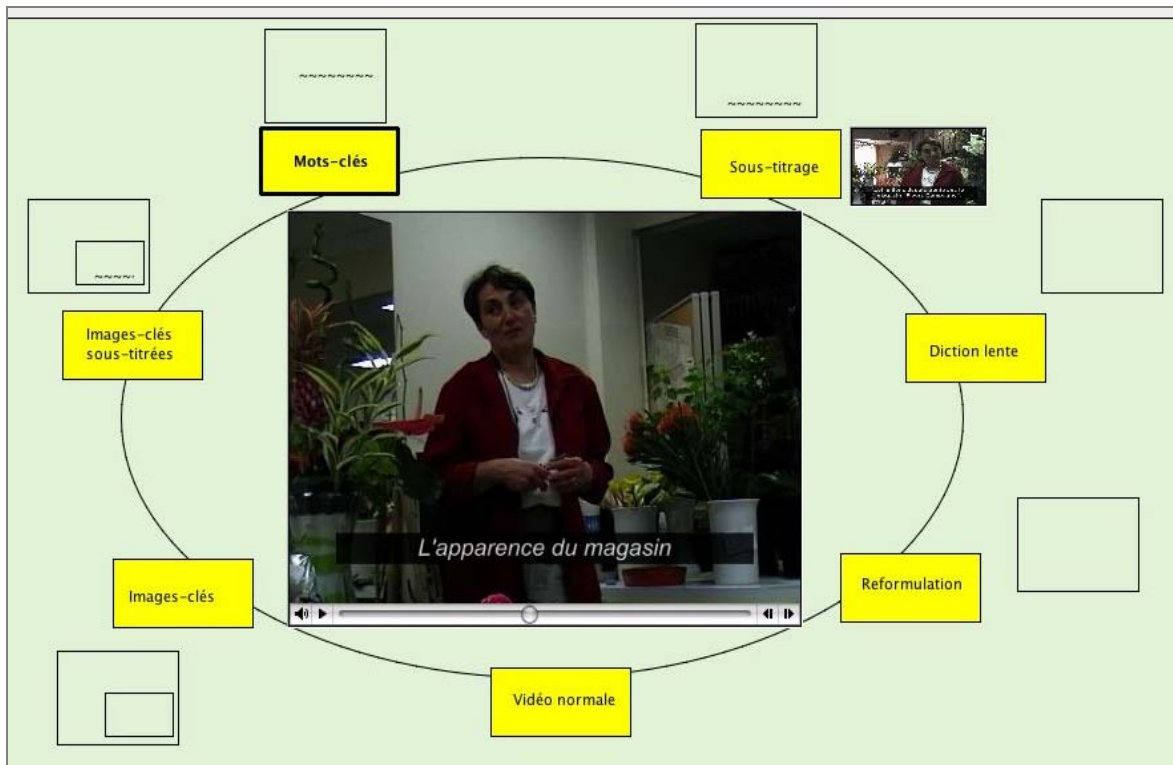 Mots-clés
Sous-titrage
Images-clés
sous-titrées
Diction lente
L'apparence du magasin
Images-clés
Reformulation
Vidéo normale